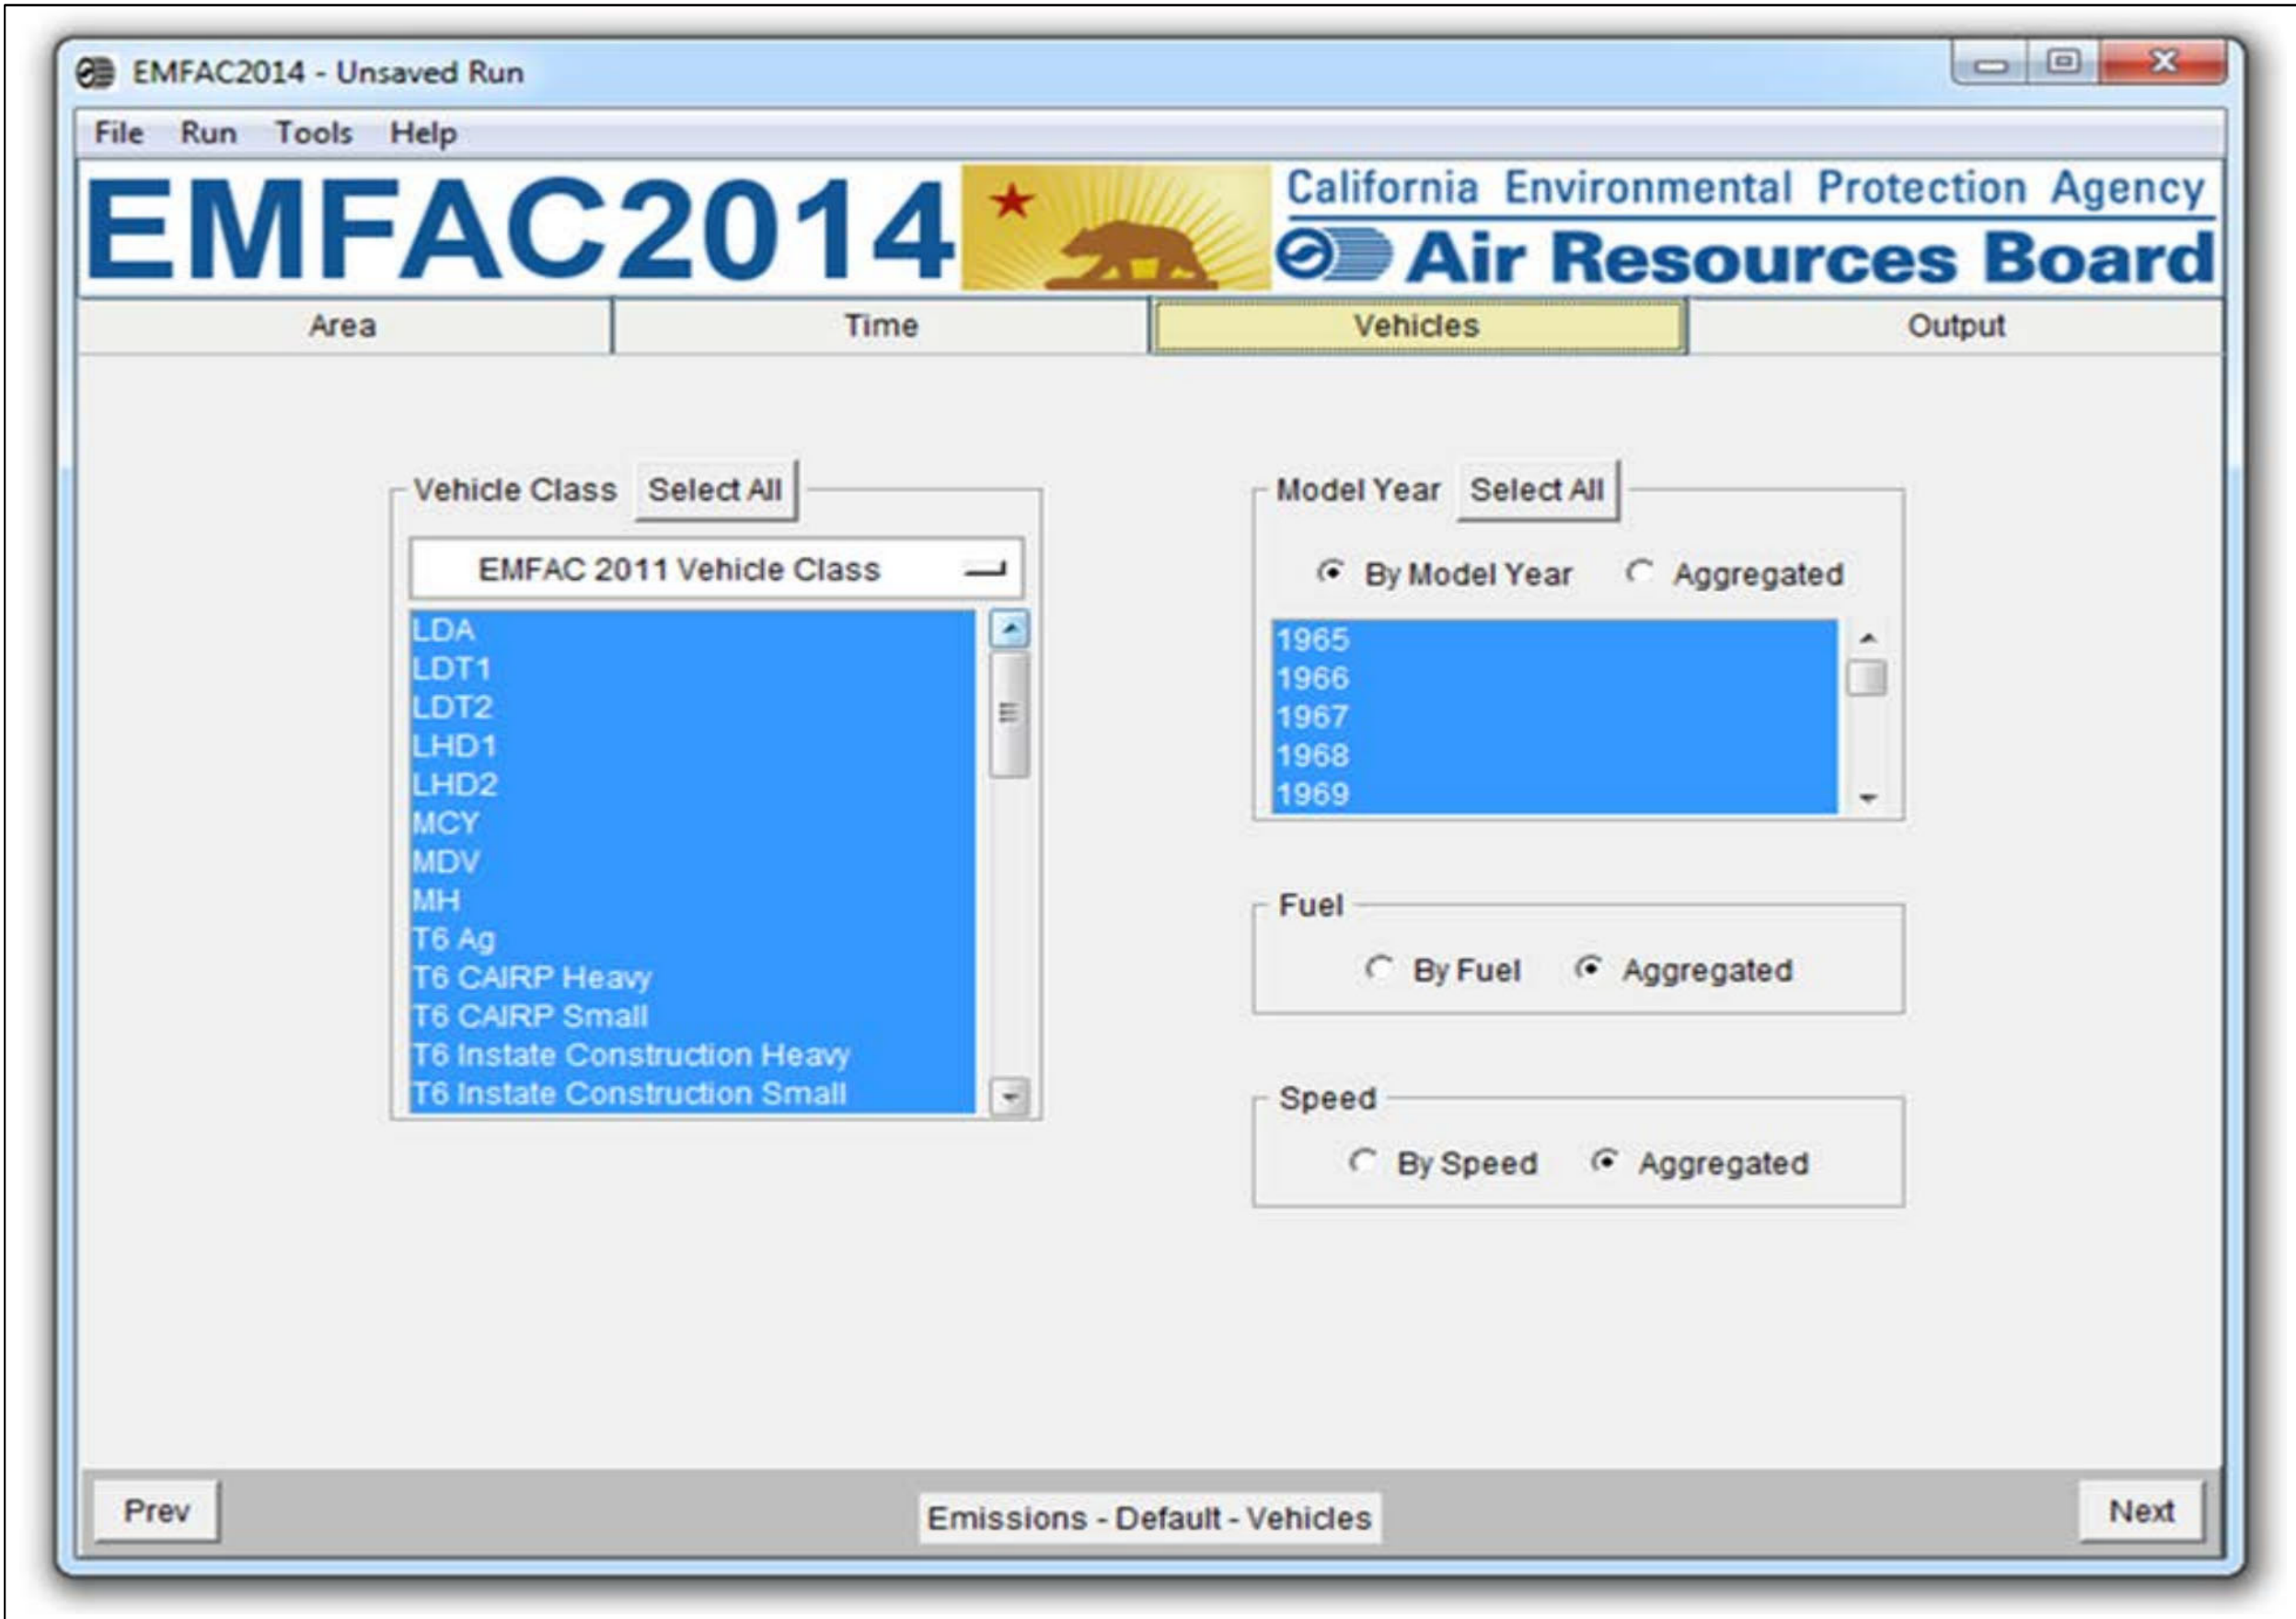 EMFAC2014 - Unsaved Run
File Run Tools Help
EMFAC2014
California Environmental Protection Agency
Air Resources Board
Area Time Vehicles Output
Vehicle Class Select All
EMFAC 2011 Vehicle Class
LDA
LDT1
LDT2
LHD1
LHD2
MCY
MDV
MH
T6 Ag
T6 CAIRP Heavy
T6 CAIRP Small
T6 Instate Construction Heavy
T6 Instate Construction Small
Model Year Select All
By Model Year Aggregated
1965
1966
1967
1968
1969
Fuel
By Fuel Aggregated
Speed
By Speed Aggregated
Prev
Emissions - Default - Vehicles
Next